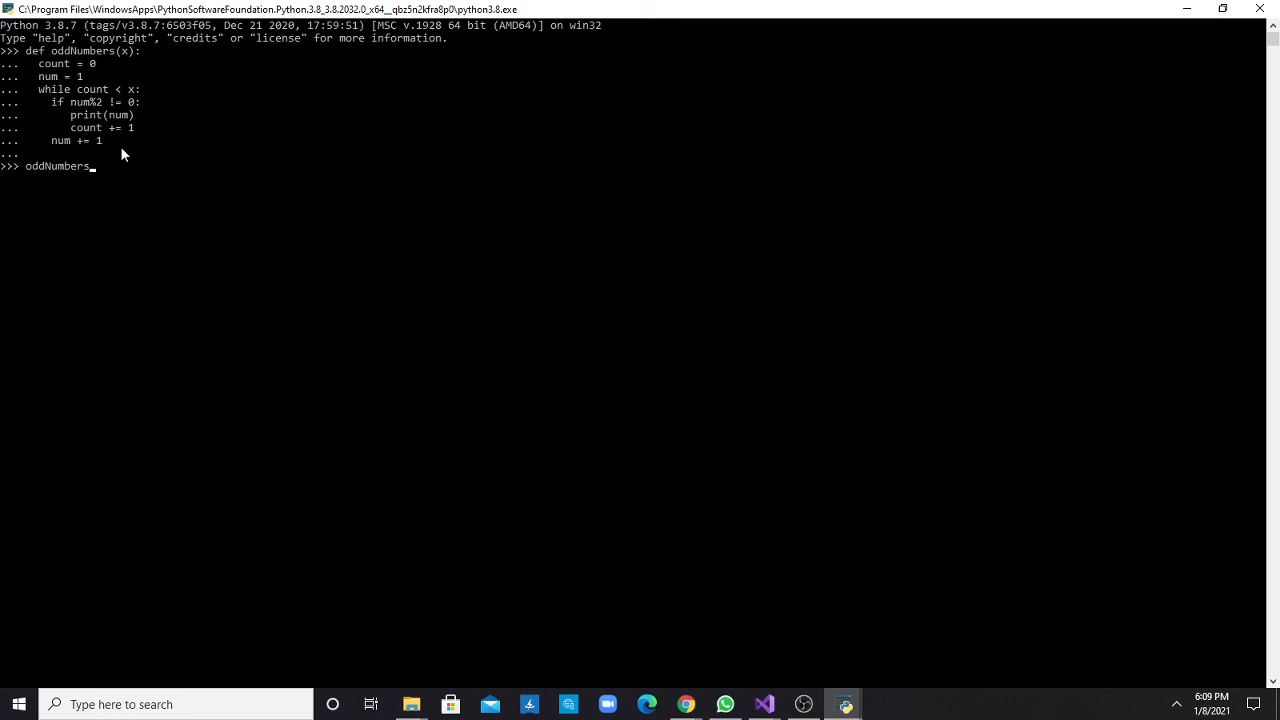 C:\Program Files\WindowsApps\PythonSoftwareFoundation.Python.3.8_3.8.2032.0_x64__qbz5n2kfra8p0\python3.8.exe
Python 3.8.7 (tags/v3.8.7:6503f05, Dec 21 2020, 17:59:51) [MSC v.1928 64 bit (AMD64)] on win32
Type "help", "copyright", "credits" or "license" for more information.
>>> def oddNumbers(x):
...   count = 0
...   num = 1
...   while count < x:
...     if num%2 != 0:
...        print(num)
...        count += 1
...     num += 1
...
>>> oddNumbers_
Type here to search
6:09 PM
1/8/2021